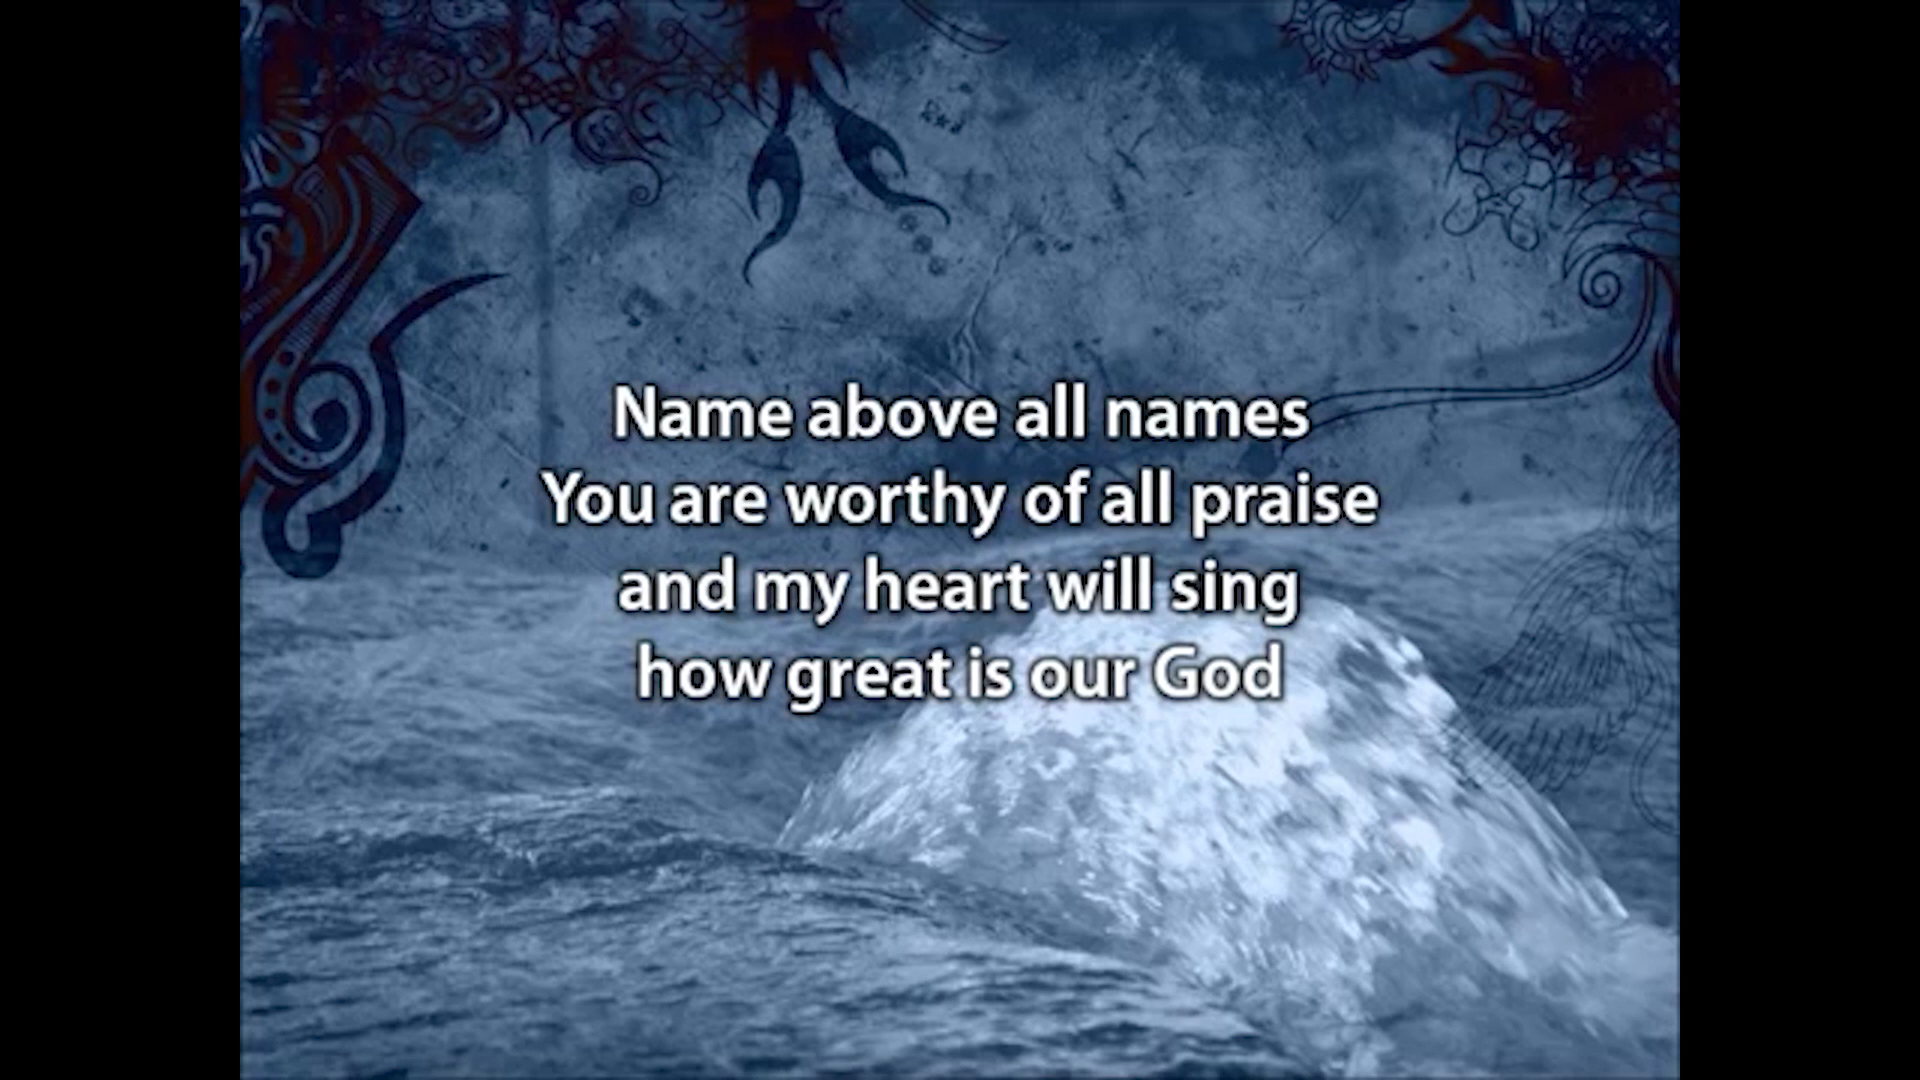 Name above all names
You are worthy of all praise
and my heart will sing
how great is our God